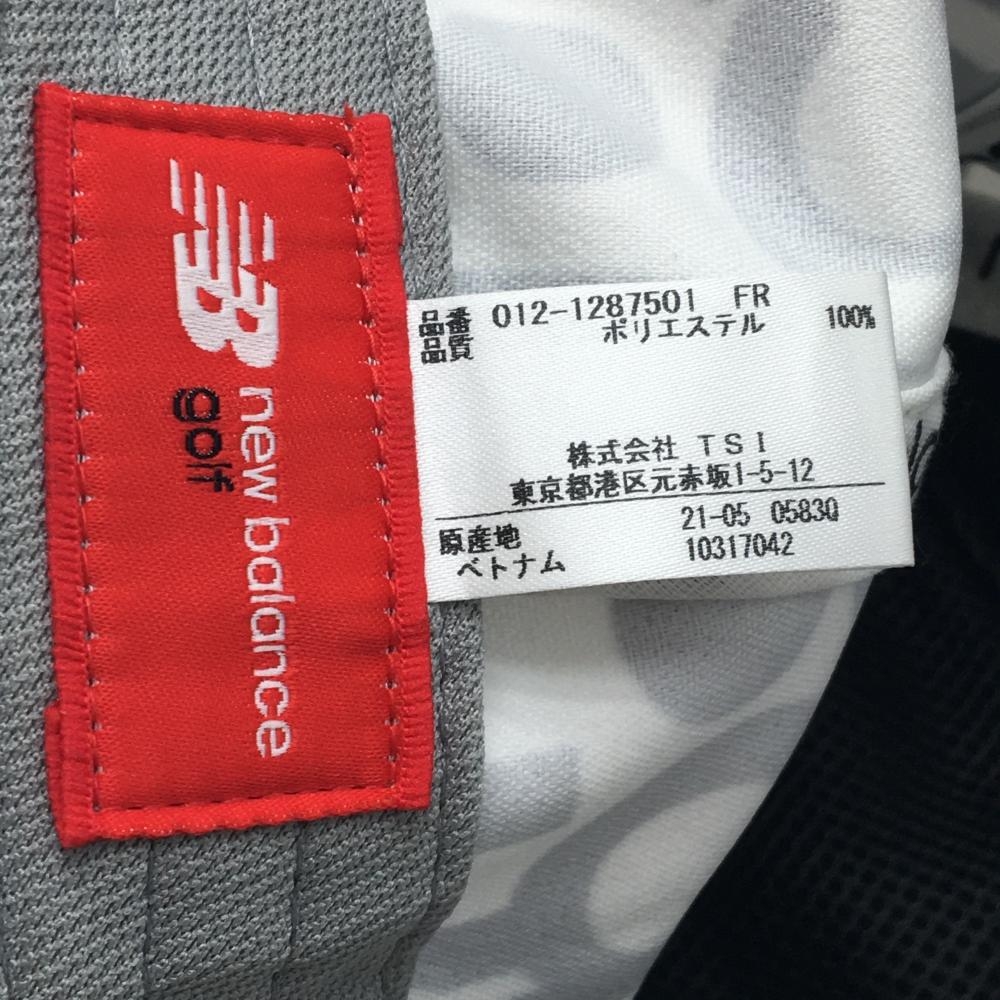 NB new balance
golf
品番 012-1287501 FR
品質 ポリエステル 100%
株式会社 TSI
東京都港区元赤坂1-5-12
原産地 21-05 0583Q
ベトナム 10317042